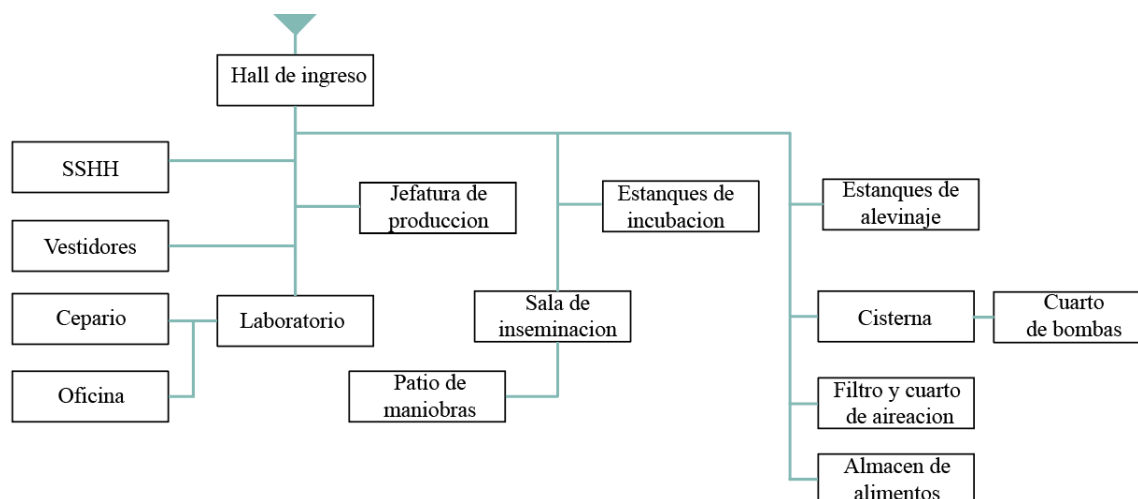 Hall de ingreso
SSHH
Jefatura de
produccion
Estanques de
incubacion
Estanques de
alevinaje
Vestidores
Cepario
Laboratorio
Sala de
inseminacion
Cisterna
Cuarto
de bombas
Oficina
Patio de
maniobras
Filtro y cuarto
de aireacion
Almacen de
alimentos